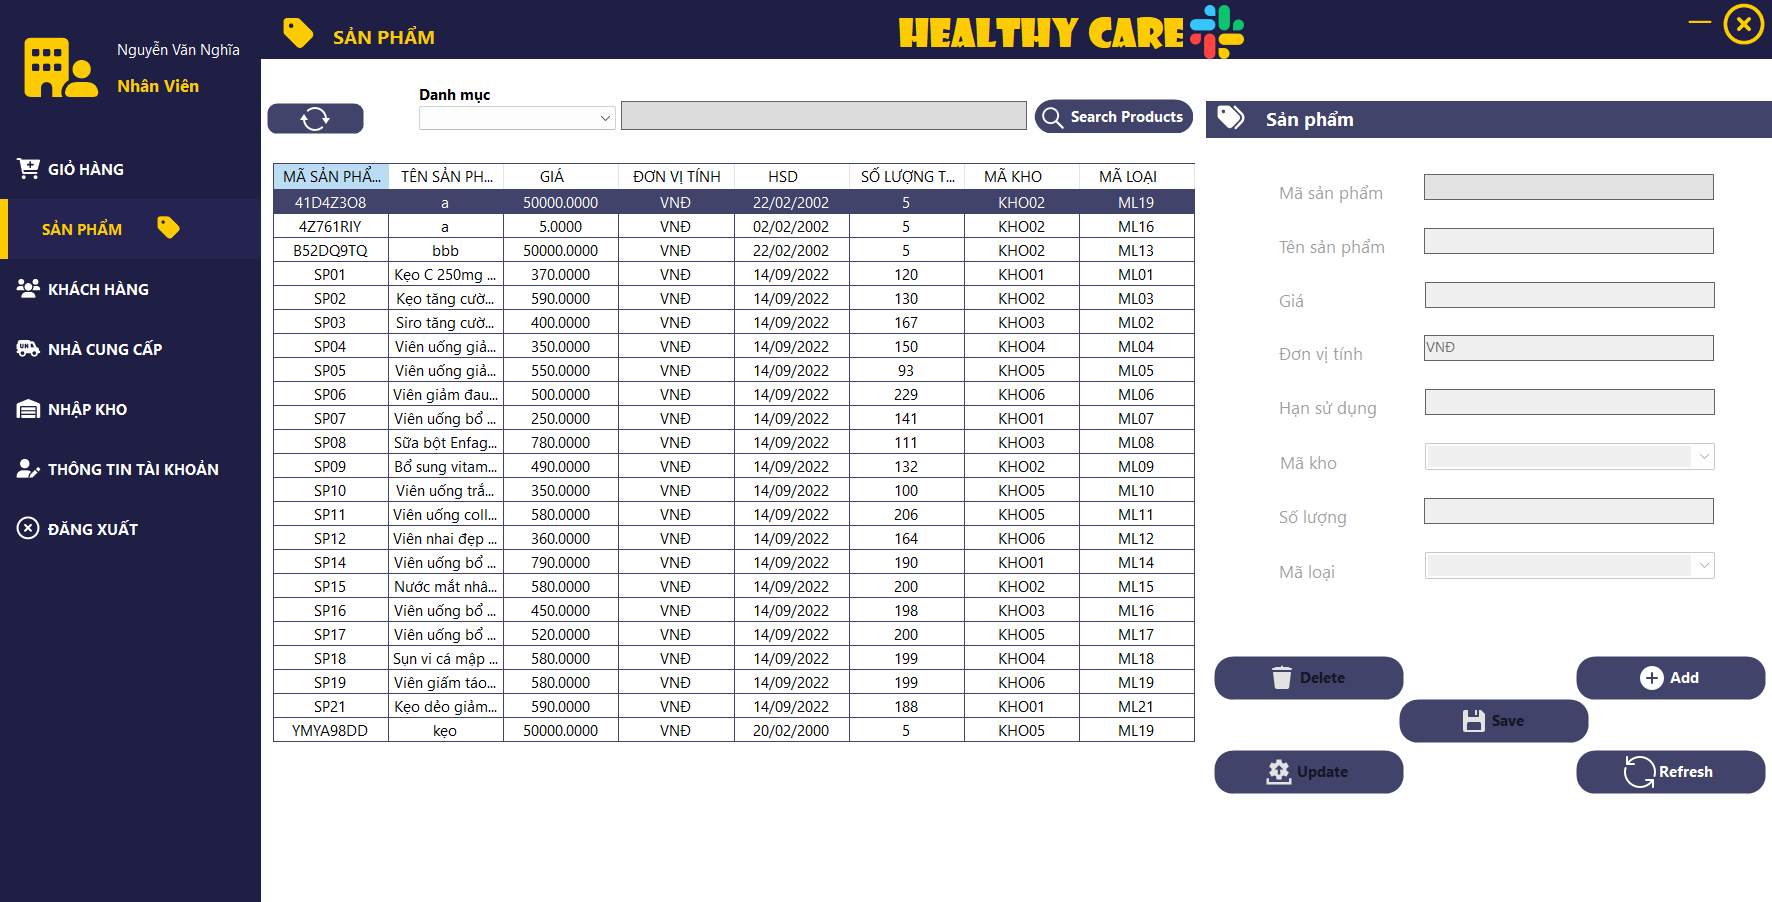 Nguyễn Văn Nghĩa
Nhân Viên
GIỎ HÀNG
SẢN PHẨM
KHÁCH HÀNG
NHÀ CUNG CẤP
NHẬP KHO
THÔNG TIN TÀI KHOẢN
ĐĂNG XUẤT
SẢN PHẨM
HEALTHY CARE
Danh mục
Search Products
MÃ SẢN PHẨ... TÊN SẢN PH... GIÁ ĐƠN VỊ TÍNH HSD SỐ LƯỢNG T... MÃ KHO MÃ LOẠI
41D4Z3O8 a 50000.0000 VNĐ 22/02/2002 5 KHO02 ML19
4Z761RIY a 5.0000 VNĐ 02/02/2002 5 KHO02 ML16
B52DQ9TQ bbb 50000.0000 VNĐ 22/02/2002 5 KHO02 ML13
SP01 Kẹo C 250mg ... 370.0000 VNĐ 14/09/2022 120 KHO01 ML01
SP02 Kẹo tăng cườ... 590.0000 VNĐ 14/09/2022 130 KHO02 ML03
SP03 Siro tăng cườ... 400.0000 VNĐ 14/09/2022 167 KHO03 ML02
SP04 Viên uống giả... 350.0000 VNĐ 14/09/2022 150 KHO04 ML04
SP05 Viên uống giả... 550.0000 VNĐ 14/09/2022 93 KHO05 ML05
SP06 Viên giảm đau... 500.0000 VNĐ 14/09/2022 229 KHO06 ML06
SP07 Viên uống bổ ... 250.0000 VNĐ 14/09/2022 141 KHO01 ML07
SP08 Sữa bột Enfag... 780.0000 VNĐ 14/09/2022 111 KHO03 ML08
SP09 Bổ sung vitam... 490.0000 VNĐ 14/09/2022 132 KHO02 ML09
SP10 Viên uống trắ... 350.0000 VNĐ 14/09/2022 100 KHO05 ML10
SP11 Viên uống coll... 580.0000 VNĐ 14/09/2022 206 KHO05 ML11
SP12 Viên nhai đẹp ... 360.0000 VNĐ 14/09/2022 164 KHO06 ML12
SP14 Viên uống bổ ... 790.0000 VNĐ 14/09/2022 190 KHO01 ML14
SP15 Nước mắt nhâ... 580.0000 VNĐ 14/09/2022 200 KHO02 ML15
SP16 Viên uống bổ ... 450.0000 VNĐ 14/09/2022 198 KHO03 ML16
SP17 Viên uống bổ ... 520.0000 VNĐ 14/09/2022 200 KHO05 ML17
SP18 Sụn vi cá mập ... 580.0000 VNĐ 14/09/2022 199 KHO04 ML18
SP19 Viên giấm táo... 580.0000 VNĐ 14/09/2022 199 KHO06 ML19
SP21 Kẹo dẻo giảm... 590.0000 VNĐ 14/09/2022 188 KHO01 ML21
YMYA98DD kẹo 50000.0000 VNĐ 20/02/2000 5 KHO05 ML19
Sản phẩm
Mã sản phẩm
Tên sản phẩm
Giá
Đơn vị tính VNĐ
Hạn sử dụng
Mã kho
Số lượng
Mã loại
Delete
Add
Save
Update
Refresh